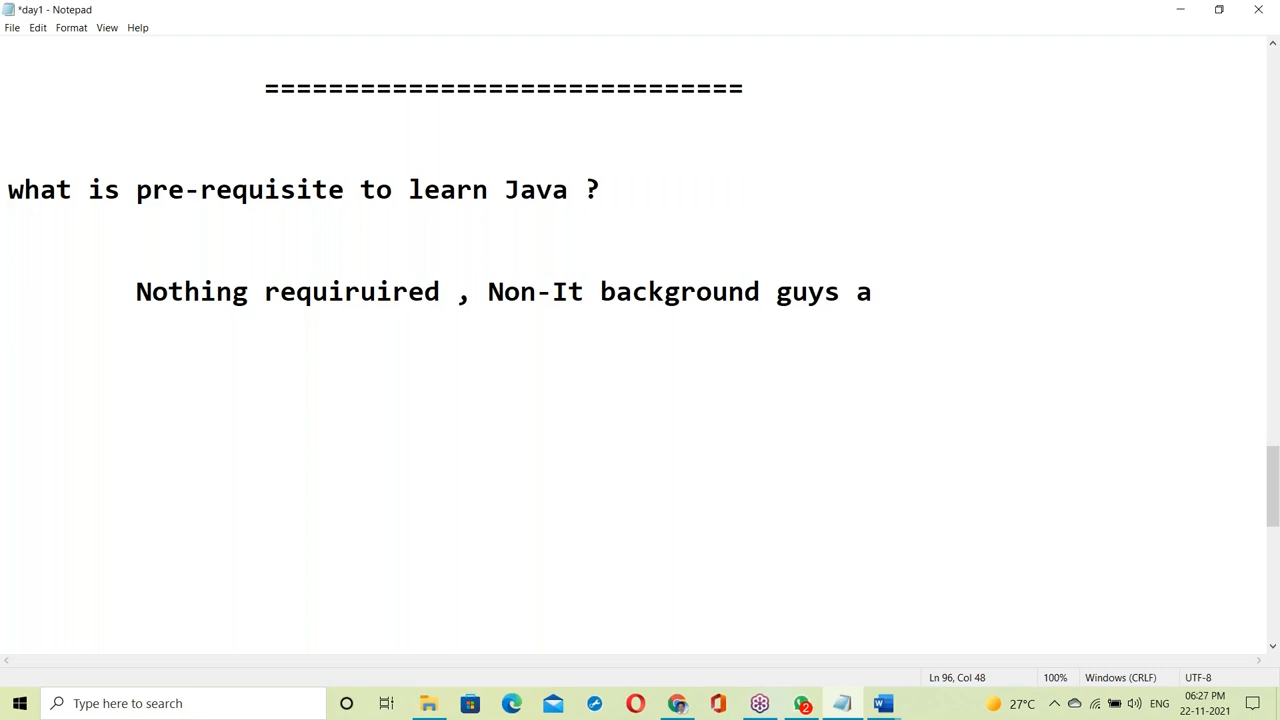 *day1 - Notepad
File Edit Format View Help
==============================
what is pre-requisite to learn Java ?
Nothing requiruired , Non-It background guys a
Ln 96, Col 48 100% Windows (CRLF) UTF-8
Type here to search 2 27°C ENG 06:27 PM
22-11-2021